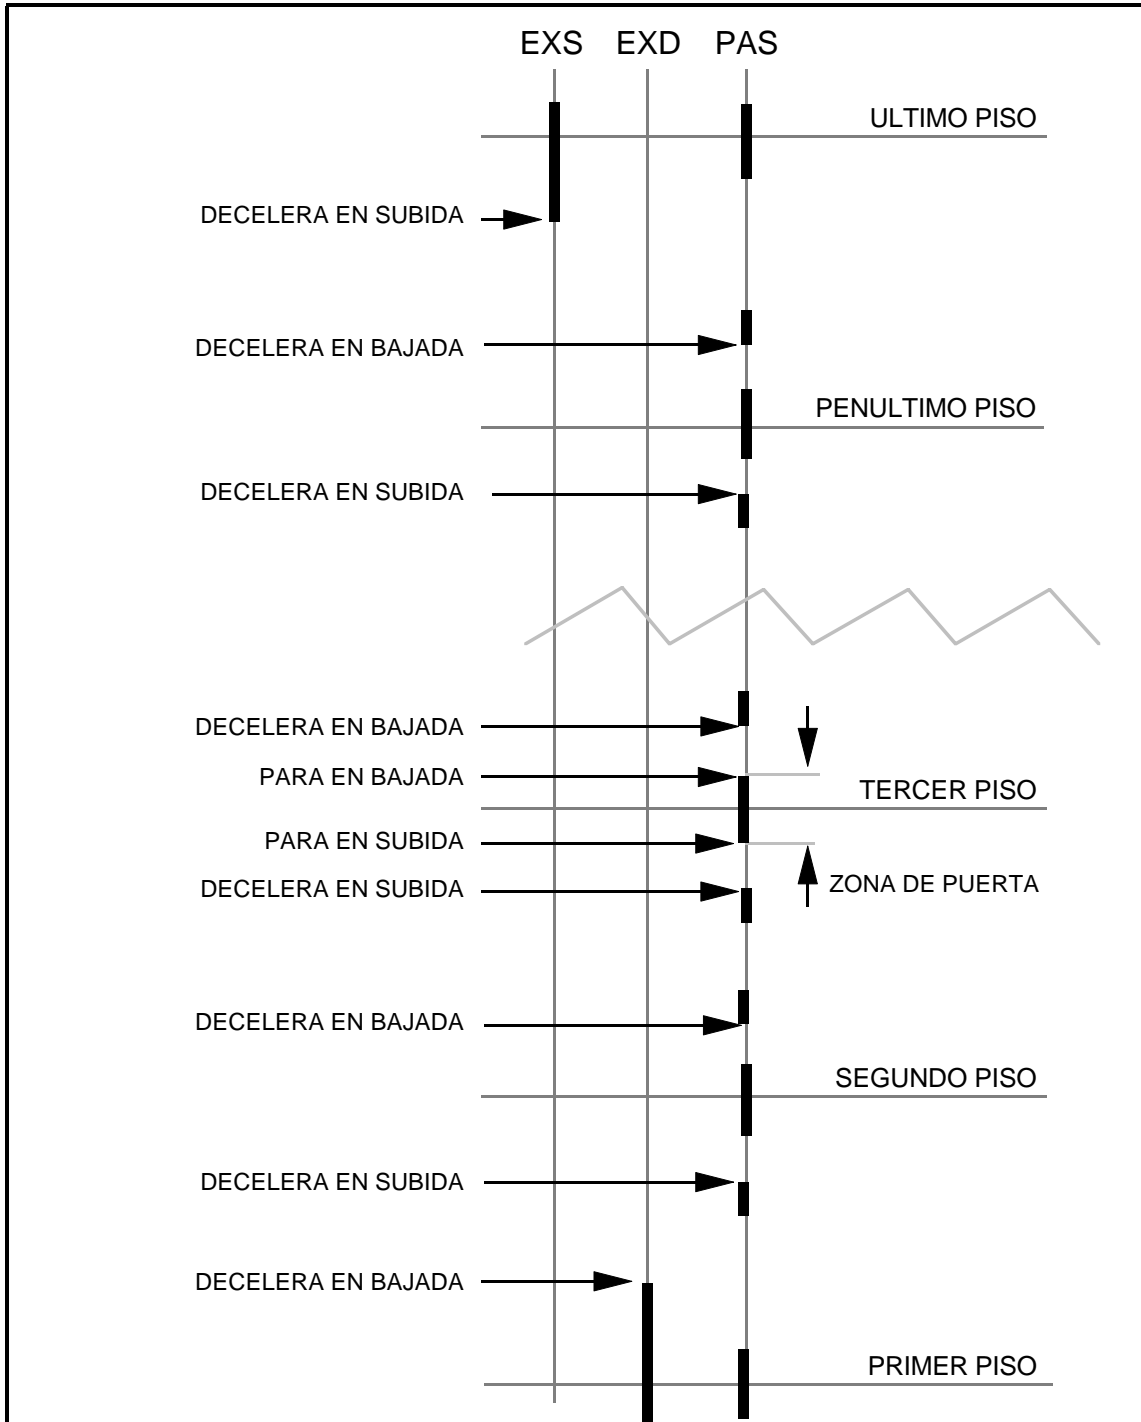 EXS EXD PAS
ULTIMO PISO
DECELERA EN SUBIDA
DECELERA EN BAJADA
PENULTIMO PISO
DECELERA EN SUBIDA
DECELERA EN BAJADA
PARA EN BAJADA
TERCER PISO
PARA EN SUBIDA
DECELERA EN SUBIDA
ZONA DE PUERTA
DECELERA EN BAJADA
SEGUNDO PISO
DECELERA EN SUBIDA
DECELERA EN BAJADA
PRIMER PISO